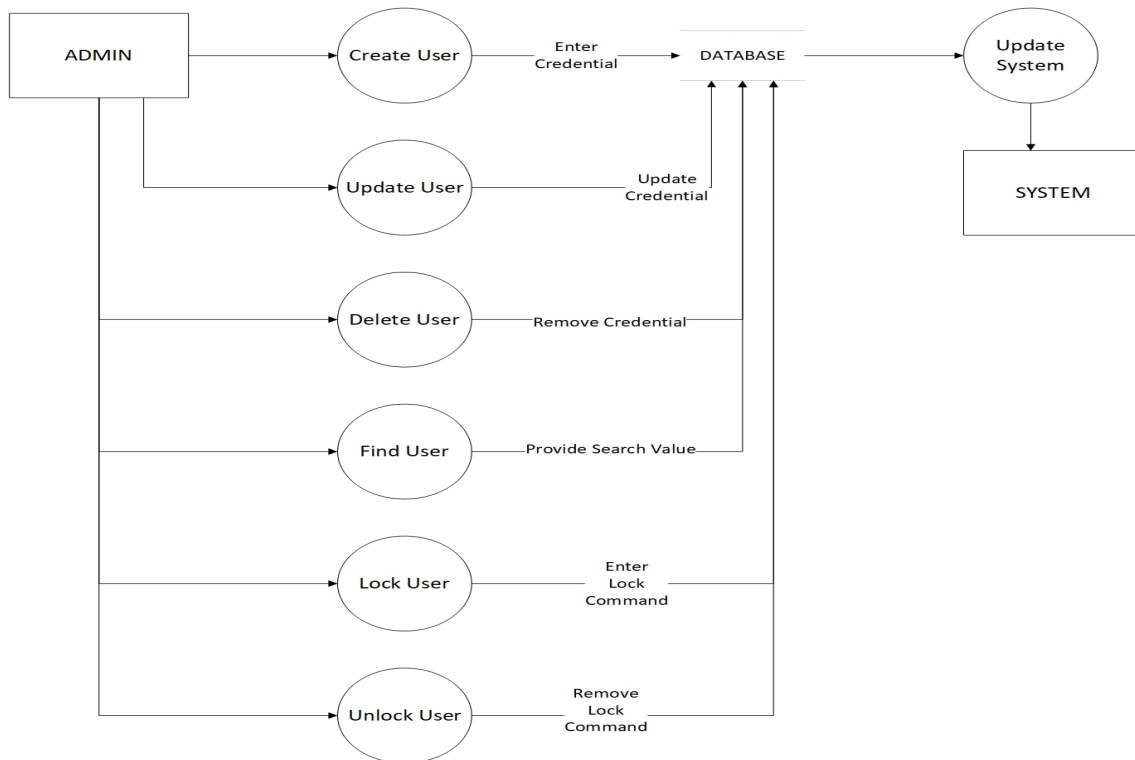 ADMIN
Create User
Enter
Credential
DATABASE
Update
System
Update User
Update
Credential
SYSTEM
Delete User
Remove Credential
Find User
Provide Search Value
Lock User
Enter
Lock
Command
Unlock User
Remove
Lock
Command